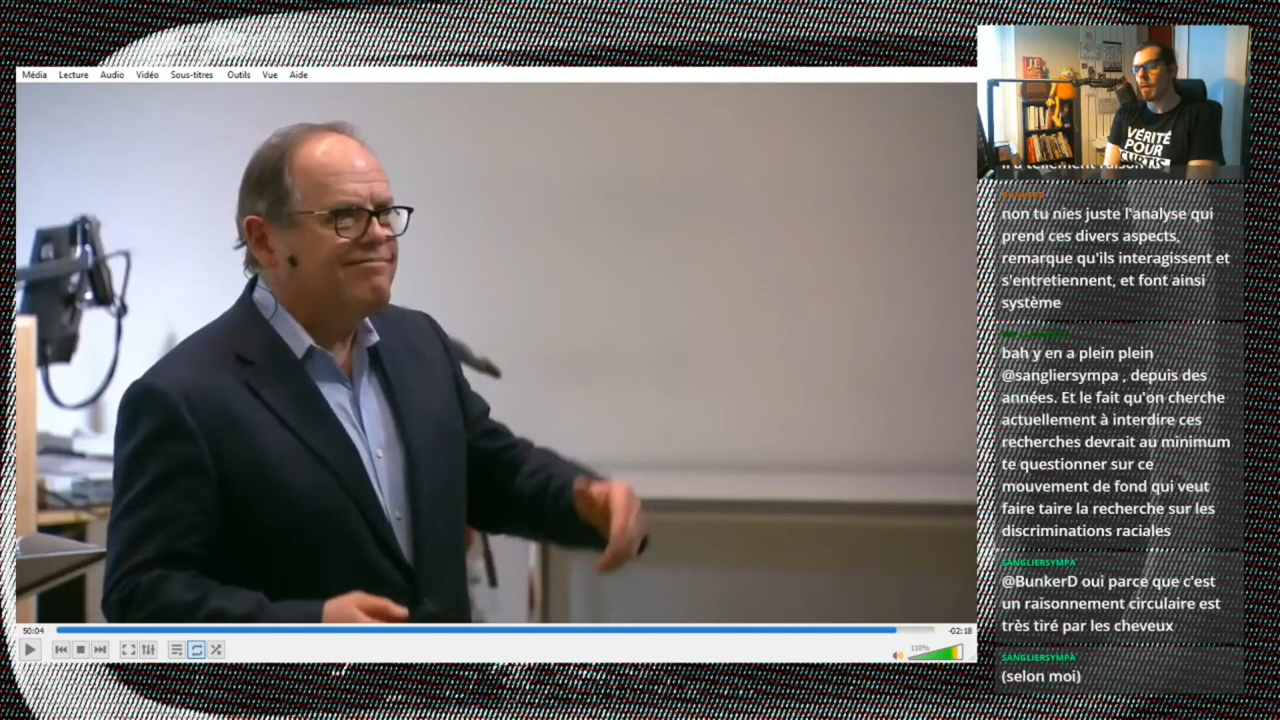 Média Lecture Audio Vidéo Sous-titres Outils Vue Aide
JE
VÉRITÉ
POUR
non tu nies juste l'analyse qui
prend ces divers aspects,
remarque qu'ils interagissent et
s'entretiennent, et font ainsi
système
bah y en a plein plein
@sangliersympa , depuis des
années. Et le fait qu'on cherche
actuellement à interdire ces
recherches devrait au minimum
te questionner sur ce
mouvement de fond qui veut
faire taire la recherche sur les
discriminations raciales
SANGLIERSYMPA
@BunkerD oui parce que c'est
un raisonnement circulaire est
très tiré par les cheveux
SANGLIERSYMPA
(selon moi)
50:04
-02:18
110%